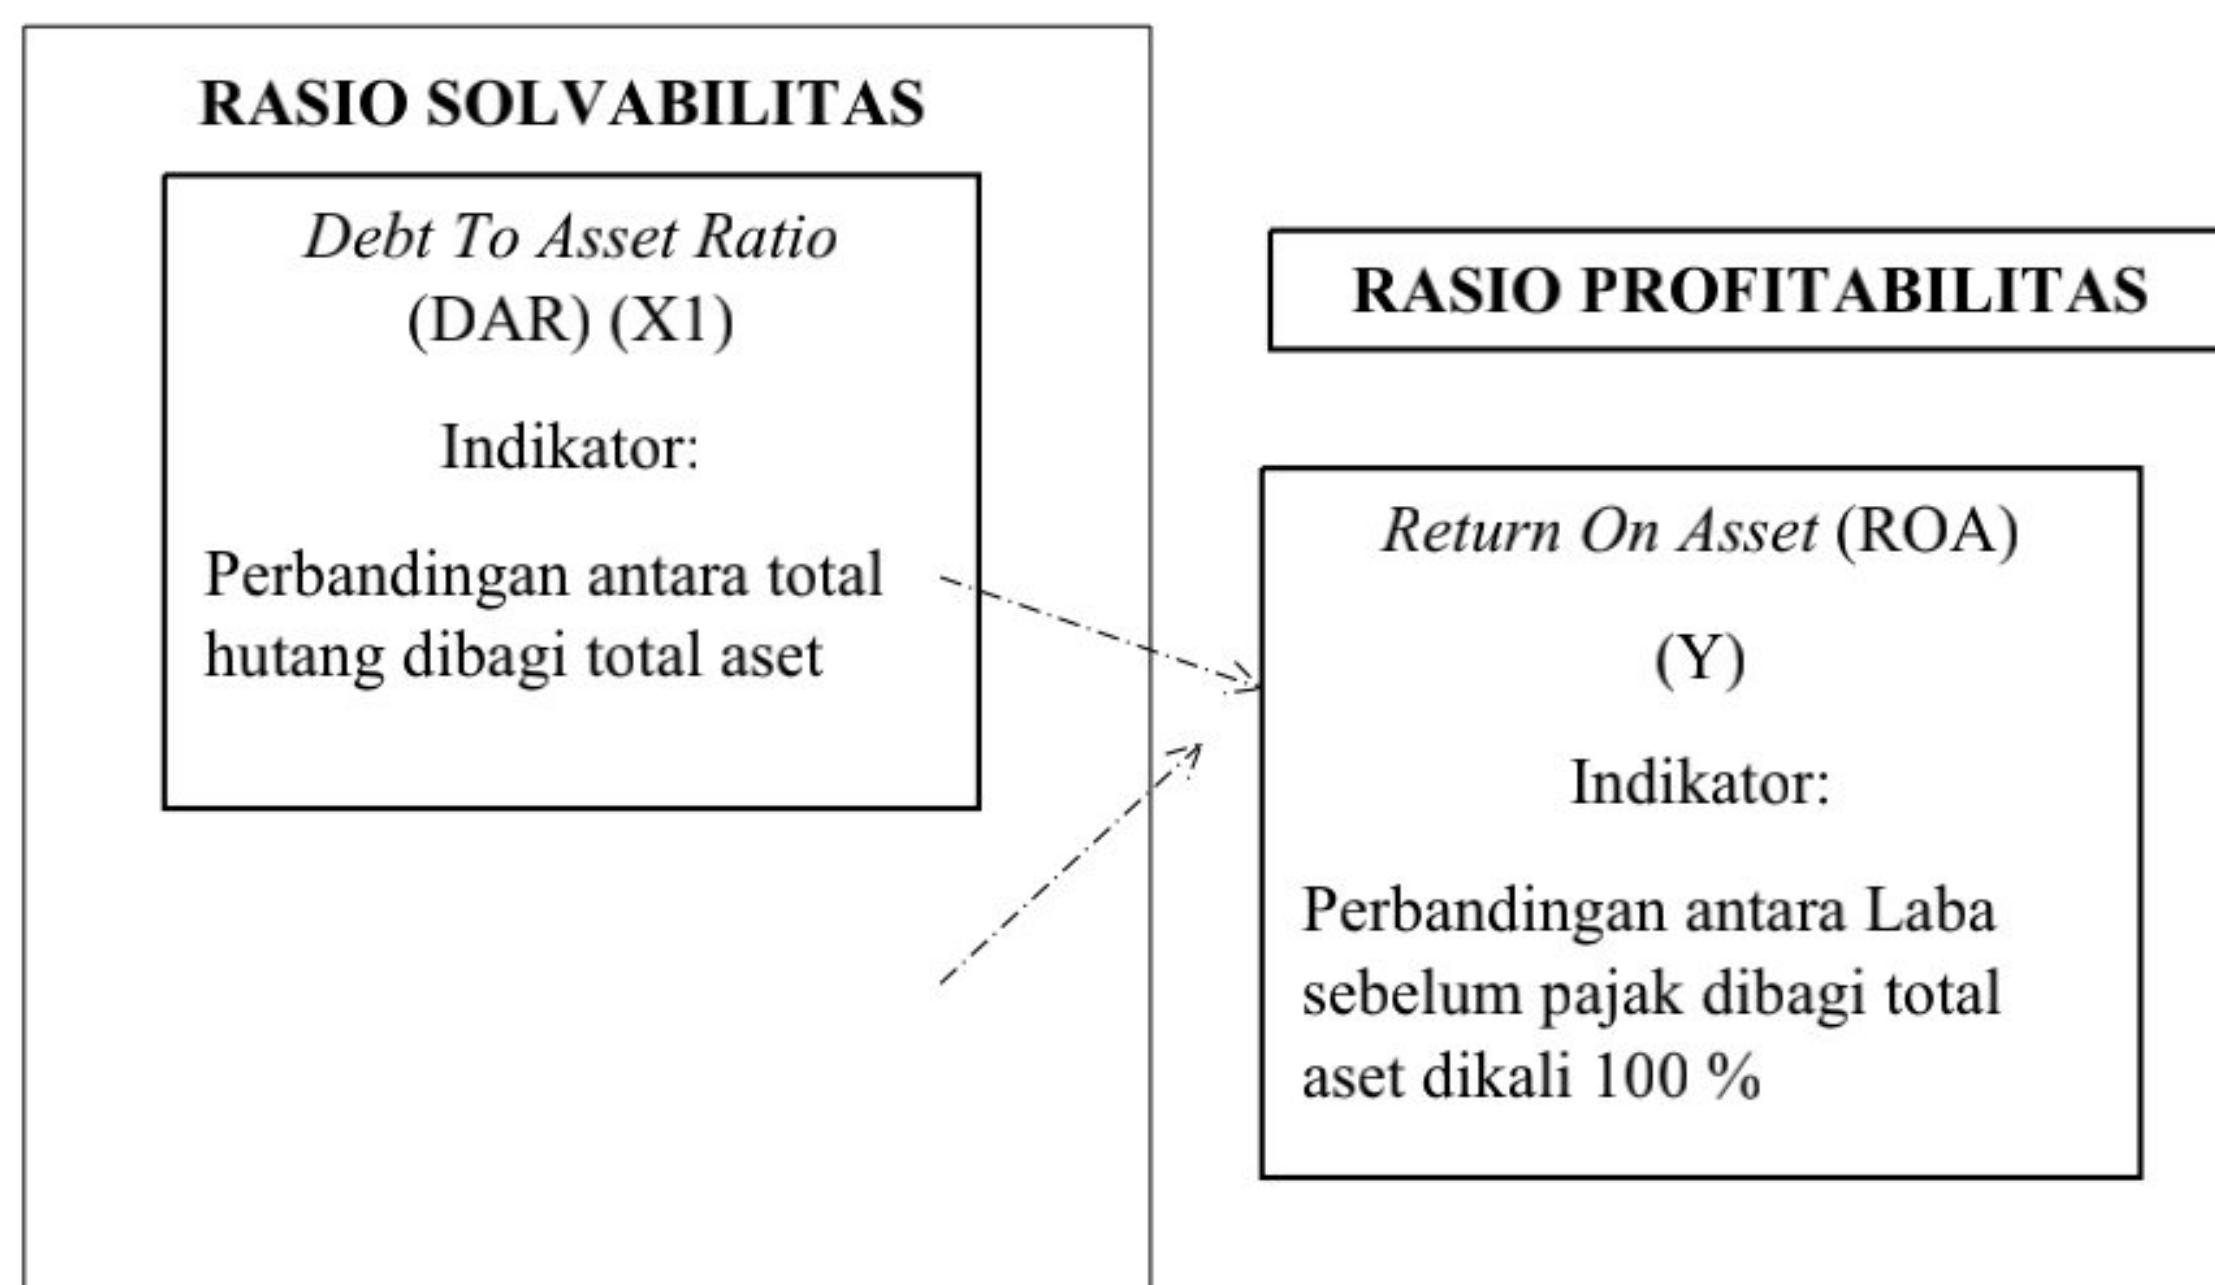 RASIO SOLVABILITAS
Debt To Asset Ratio
(DAR) (X1)
Indikator:
Perbandingan antara total
hutang dibagi total aset
RASIO PROFITABILITAS
Return On Asset (ROA)
(Y)
Indikator:
Perbandingan antara Laba
sebelum pajak dibagi total
aset dikali 100 %